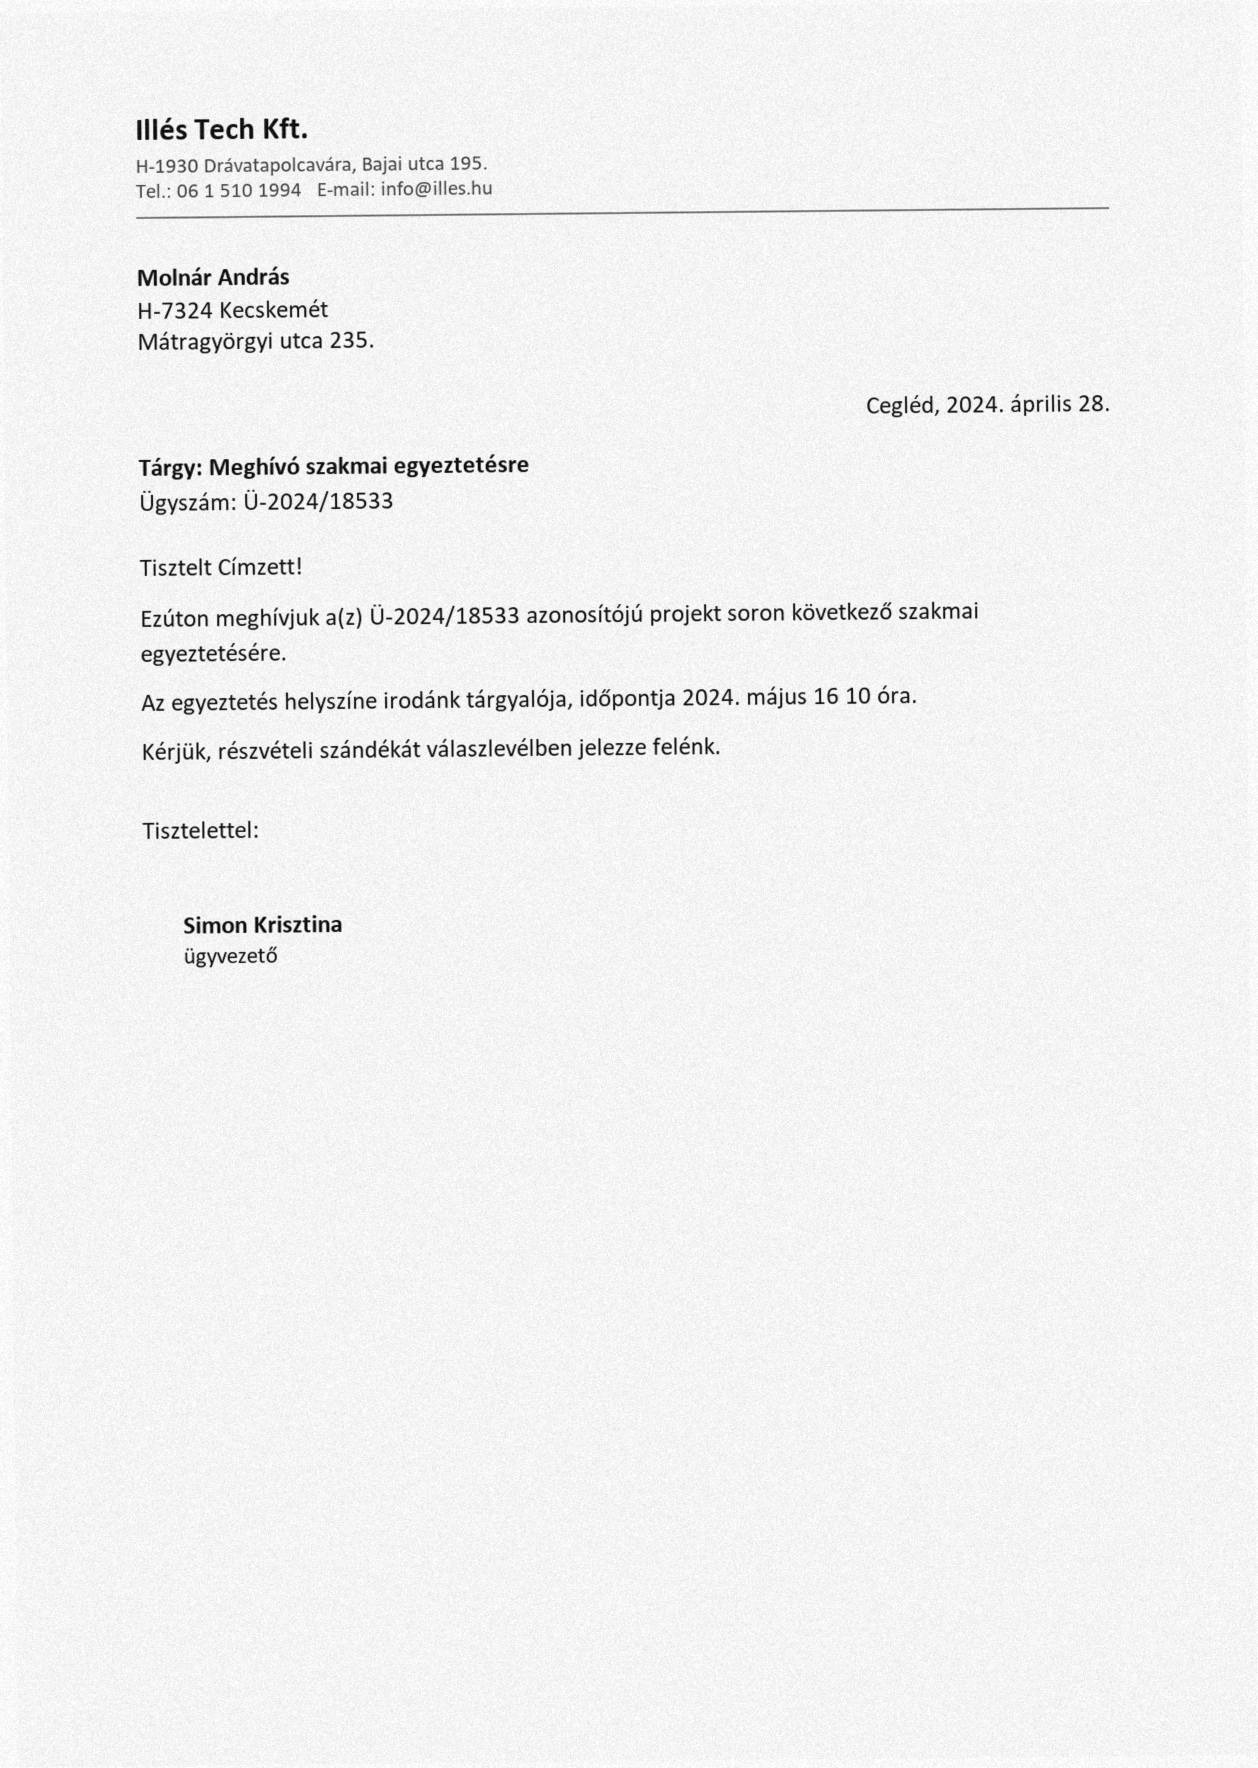 Illés Tech Kft.
H-1930 Drávatapolcavára, Bajai utca 195.
Tel.: 06 1 510 1994 E-mail: info@illes.hu
Molnár András
H-7324 Kecskemét
Mátragyörgyi utca 235.
Cegléd, 2024. április 28.
Tárgy: Meghívó szakmai egyeztetésre
Ügyszám: Ü-2024/18533
Tisztelt Címzett!
Ezúton meghívjuk a(z) Ü-2024/18533 azonosítójú projekt soron következő szakmai
egyeztetésére.
Az egyeztetés helyszíne irodánk tárgyalója, időpontja 2024. május 16 10 óra.
Kérjük, részvételi szándékát válaszlevélben jelezze felénk.
Tisztelettel:
Simon Krisztina
ügyvezető